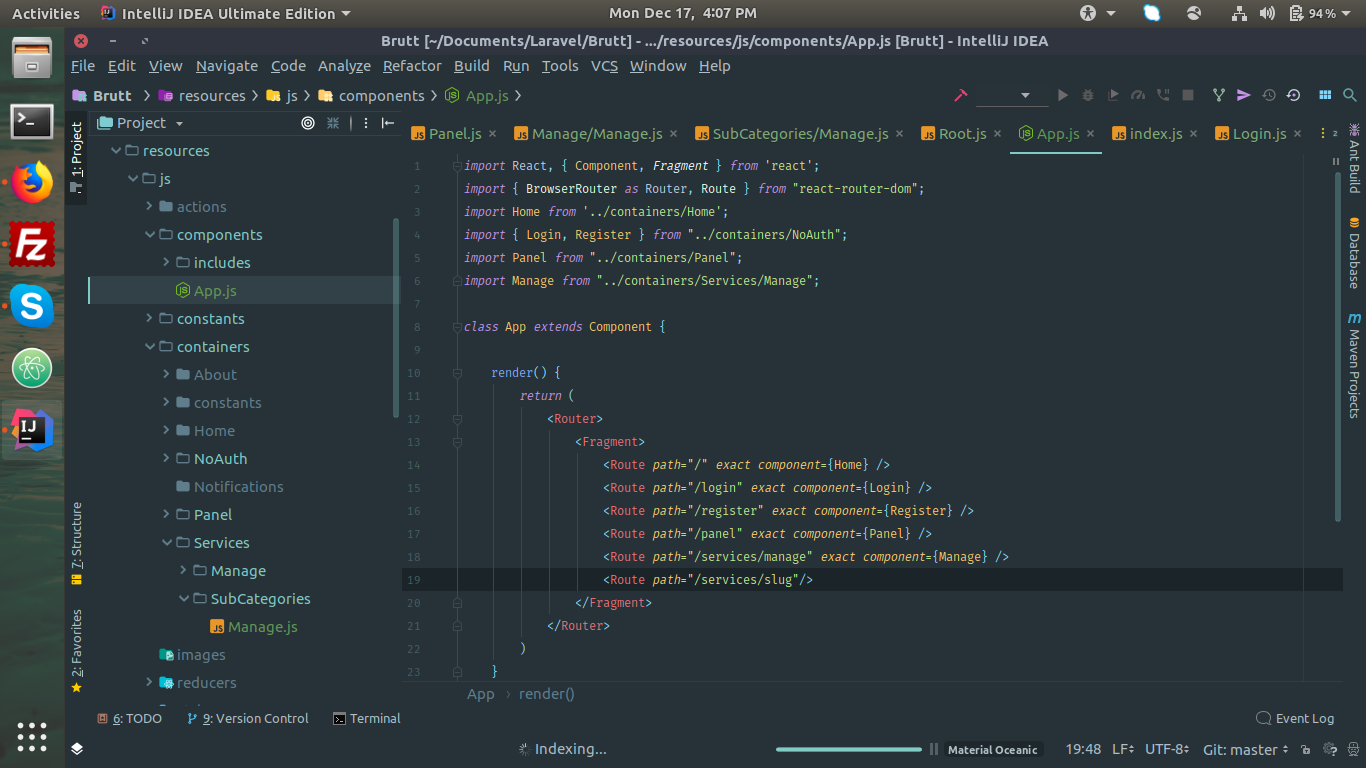 Activities IntelliJ IDEA Ultimate Edition Mon Dec 17, 4:07 PM 94%
Brutt [~/Documents/Laravel/Brutt] - .../resources/js/components/App.js [Brutt] - IntelliJ IDEA
File Edit View Navigate Code Analyze Refactor Build Run Tools VCS Window Help
Brutt resources js components App.js
1: Project
7: Structure
2: Favorites
Project
resources
js
actions
components
includes
App.js
constants
containers
About
constants
Home
NoAuth
Notifications
Panel
Services
Manage
SubCategories
Manage.js
images
reducers
Panel.js Manage/Manage.js SubCategories/Manage.js Root.js App.js index.js Login.js 2
1 import React, { Component, Fragment } from 'react';
2 import { BrowserRouter as Router, Route } from "react-router-dom";
3 import Home from '../containers/Home';
4 import { Login, Register } from "../containers/NoAuth";
5 import Panel from "../containers/Panel";
6 import Manage from "../containers/Services/Manage";
7
8 class App extends Component {
9
10 render() {
11 return (
12 <Router>
13 <Fragment>
14 <Route path="/" exact component={Home} />
15 <Route path="/login" exact component={Login} />
16 <Route path="/register" exact component={Register} />
17 <Route path="/panel" exact component={Panel} />
18 <Route path="/services/manage" exact component={Manage} />
19 <Route path="/services/slug"/>
20 </Fragment>
21 </Router>
22 )
23 }
App › render()
Ant Build
Database
Maven Projects
6: TODO 9: Version Control Terminal Event Log
Indexing... Material Oceanic 19:48 LF UTF-8 Git: master